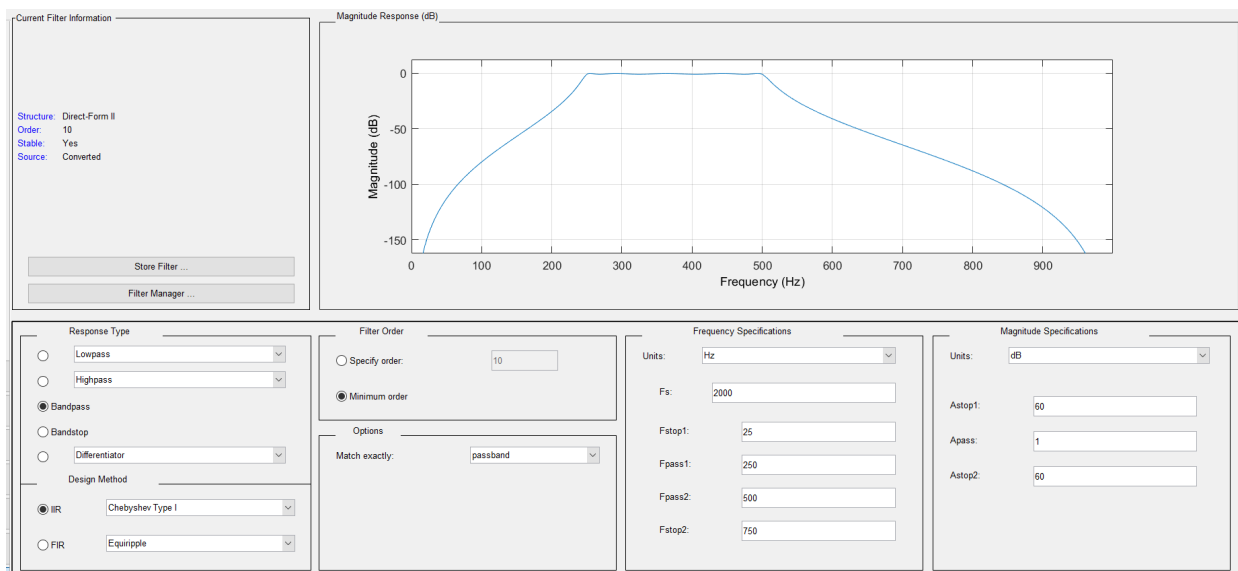 Current Filter Information
Structure: Direct-Form II
Order: 10
Stable: Yes
Source: Converted
Store Filter ...
Filter Manager ...
Magnitude Response (dB)
Magnitude (dB)
0
-50
-100
-150
0 100 200 300 400 500 600 700 800 900
Frequency (Hz)
Response Type
Lowpass
Highpass
Bandpass
Bandstop
Differentiator
Design Method
IIR Chebyshev Type I
FIR Equiripple
Filter Order
Specify order: 10
Minimum order
Options
Match exactly: passband
Frequency Specifications
Units: Hz
Fs: 2000
Fstop1: 25
Fpass1: 250
Fpass2: 500
Fstop2: 750
Magnitude Specifications
Units: dB
Astop1: 60
Apass: 1
Astop2: 60